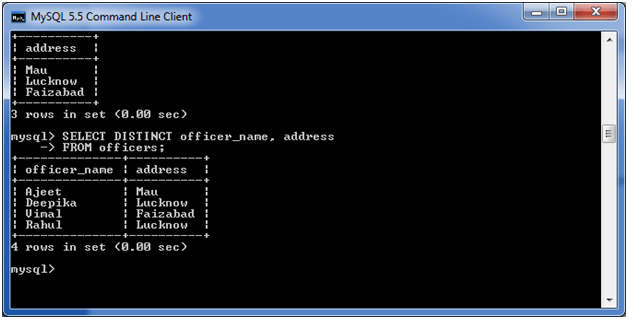 MySQL 5.5 Command Line Client
+-----------+
| address   |
+-----------+
| Mau       |
| Lucknow   |
| Faizabad  |
+-----------+
3 rows in set (0.00 sec)
mysql> SELECT DISTINCT officer_name, address
    -> FROM officers;
+--------------+-----------+
| officer_name | address   |
+--------------+-----------+
| Ajeet        | Mau       |
| Deepika      | Lucknow   |
| Vimal        | Faizabad  |
| Rahul        | Lucknow   |
+--------------+-----------+
4 rows in set (0.00 sec)
mysql>